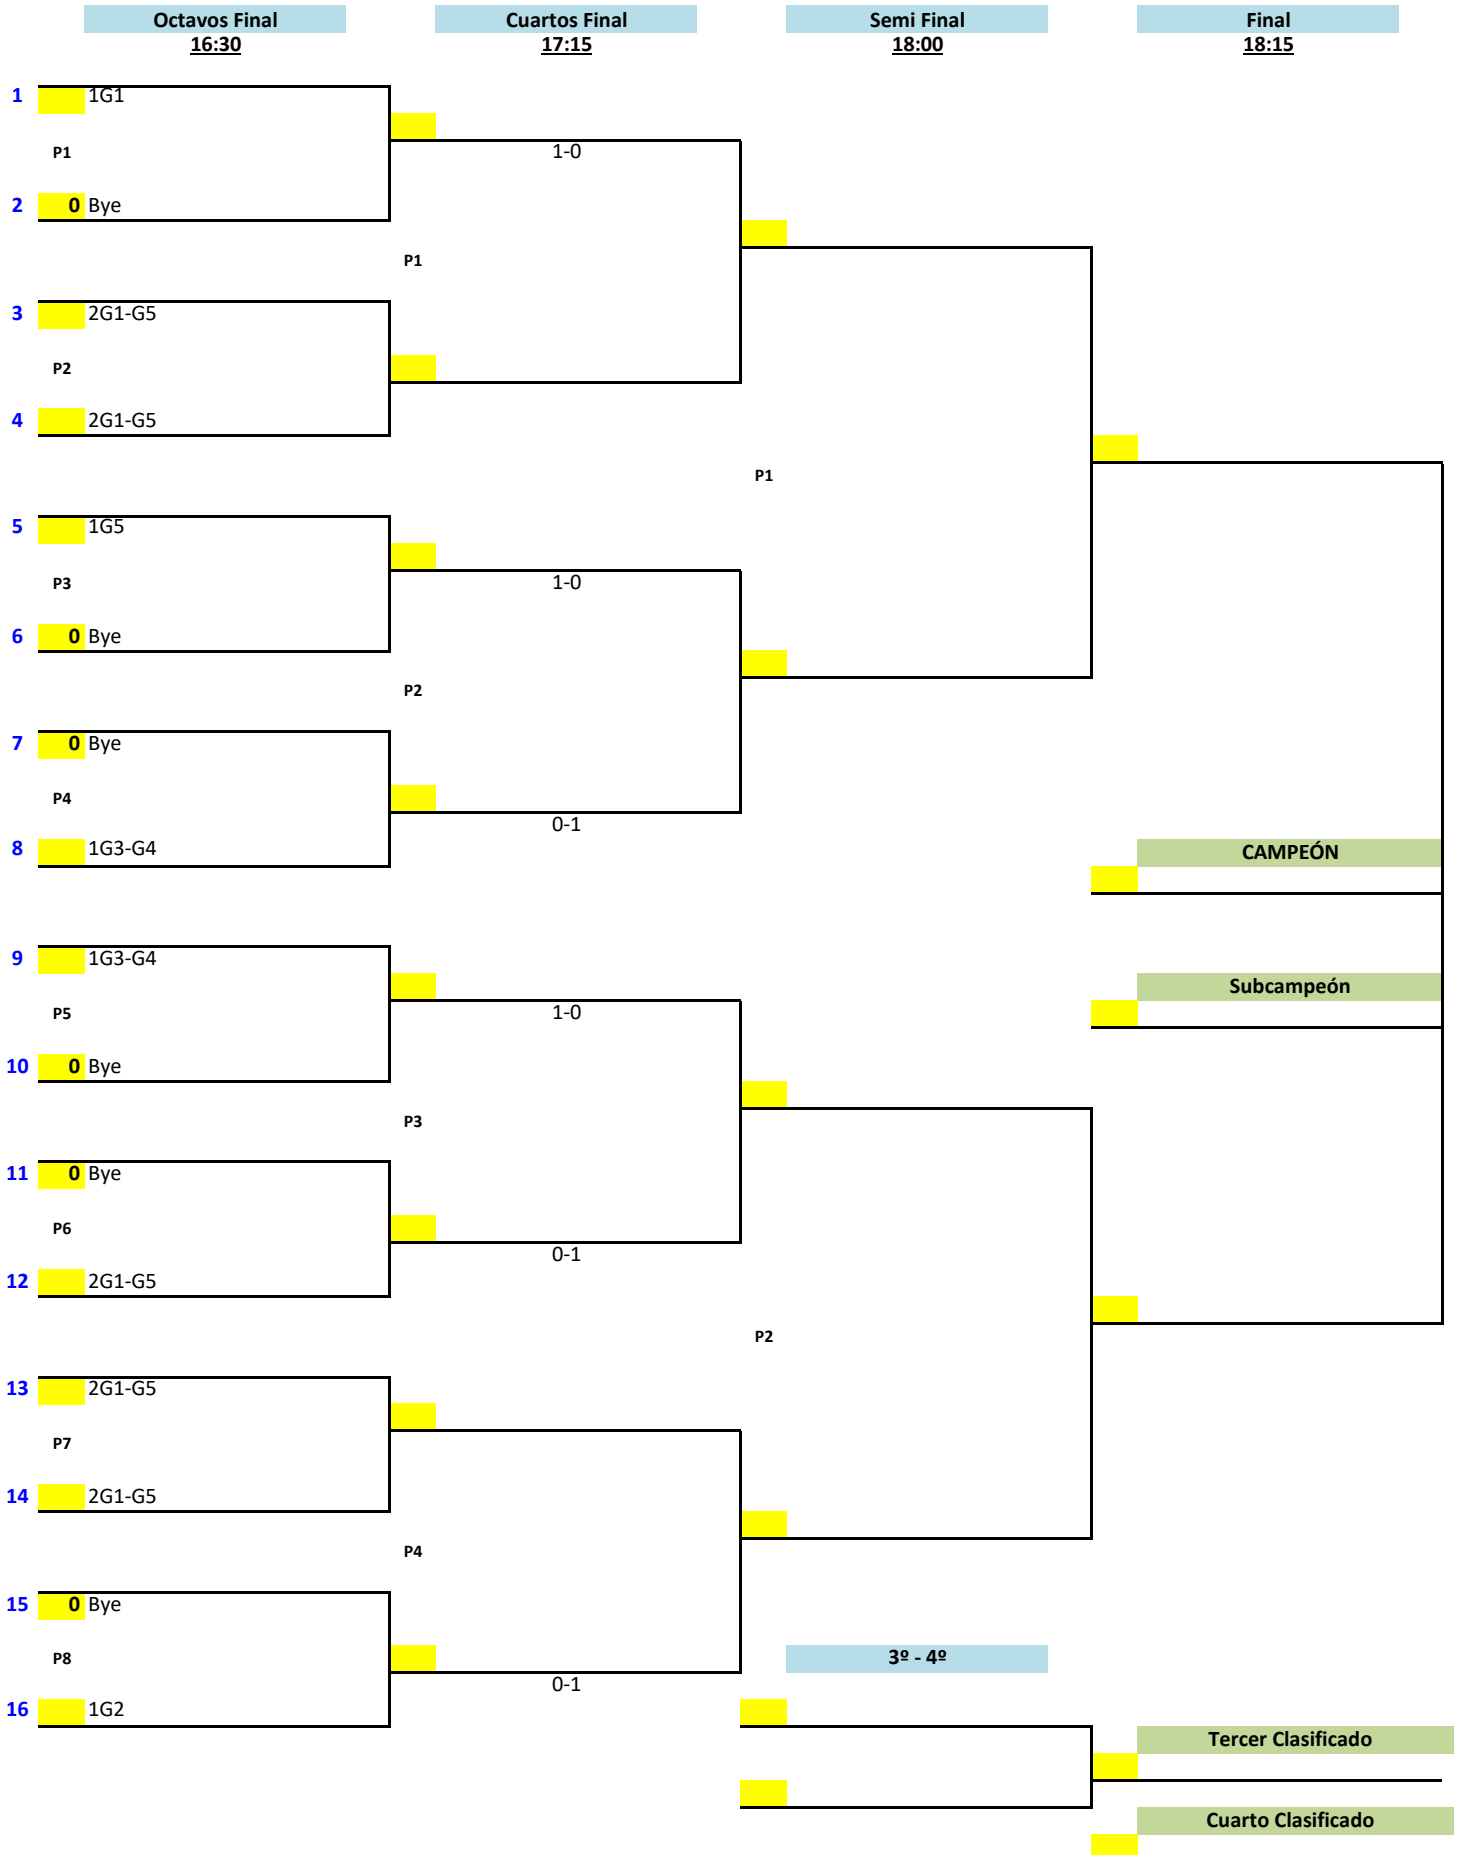 Octavos Final Cuartos Final Semi Final Final
16:30 17:15 18:00 18:15
1 1G1
P1 1-0
2 0 Bye
P1
3 2G1-G5
P2
4 2G1-G5
P1
5 1G5
P3 1-0
6 0 Bye
P2
7 0 Bye
P4
0-1
8 1G3-G4 CAMPEÓN
9 1G3-G4
Subcampeón
P5 1-0
10 0 Bye
P3
11 0 Bye
P6
0-1
12 2G1-G5
P2
13 2G1-G5
P7
14 2G1-G5
P4
15 0 Bye
P8 3º - 4º
0-1
16 1G2
Tercer Clasificado
Cuarto Clasificado